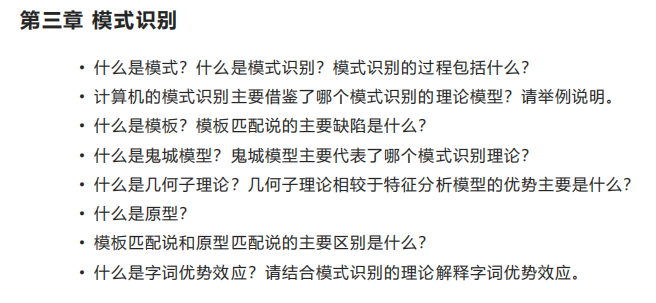 第三章 模式识别
• 什么是模式？什么是模式识别？模式识别的过程包括什么？
• 计算机的模式识别主要借鉴了哪个模式识别的理论模型？请举例说明。
• 什么是模板？模板匹配说的主要缺陷是什么？
• 什么是鬼城模型？鬼城模型主要代表了哪个模式识别理论？
• 什么是几何子理论？几何子理论相较于特征分析模型的优势主要是什么？
• 什么是原型？
• 模板匹配说和原型匹配说的主要区别是什么？
• 什么是字词优势效应？请结合模式识别的理论解释字词优势效应。